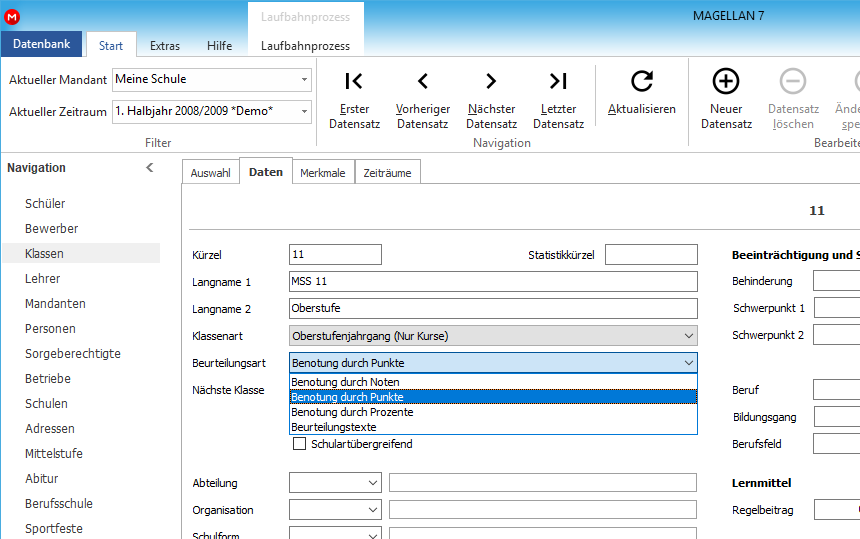 M
Laufbahnprozess
MAGELLAN 7
Datenbank
Start
Extras
Hilfe
Laufbahnprozess
Aktueller Mandant
Meine Schule
Aktueller Zeitraum
1. Halbjahr 2008/2009 *Demo*
Filter
Erster
Datensatz
Vorheriger
Datensatz
Nächster
Datensatz
Letzter
Datensatz
Aktualisieren
Navigation
Neuer
Datensatz
Datensatz
löschen
Ände
spe
Bearbeite
Navigation
Schüler
Bewerber
Klassen
Lehrer
Mandanten
Personen
Sorgeberechtigte
Betriebe
Schulen
Adressen
Mittelstufe
Abitur
Berufsschule
Sportfeste
Auswahl
Daten
Merkmale
Zeiträume
11
Kürzel
11
Statistikkürzel
Langname 1
MSS 11
Langname 2
Oberstufe
Klassenart
Oberstufenjahrgang (Nur Kurse)
Beurteilungsart
Benotung durch Punkte
Nächste Klasse
Benotung durch Noten
Benotung durch Punkte
Benotung durch Prozente
Beurteilungstexte
Schulartübergreifend
Abteilung
Organisation
Schulform
Beeinträchtigung und S
Behinderung
Schwerpunkt 1
Schwerpunkt 2
Beruf
Bildungsgang
Berufsfeld
Lernmittel
Regelbeitrag